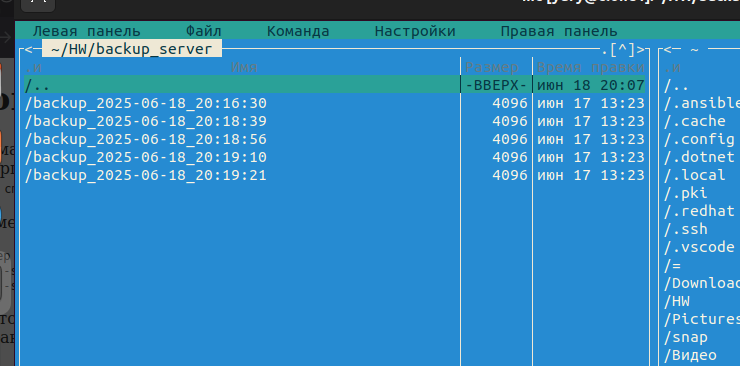 Левая панель Файл Команда Настройки Правая панель
~/HW/backup_server .[^]> <─ ~
.и Имя Размер Время правки .и
/.. -ВВЕРХ- июн 18 20:07 /..
/backup_2025-06-18_20:16:30 4096 июн 17 13:23 /.ansible
/backup_2025-06-18_20:18:39 4096 июн 17 13:23 /.cache
/backup_2025-06-18_20:18:56 4096 июн 17 13:23 /.config
/backup_2025-06-18_20:19:10 4096 июн 17 13:23 /.dotnet
/backup_2025-06-18_20:19:21 4096 июн 17 13:23 /.local
/.pki
/.redhat
/.ssh
/.vscode
/=
/Download
/HW
/Pictures
/snap
/Видео